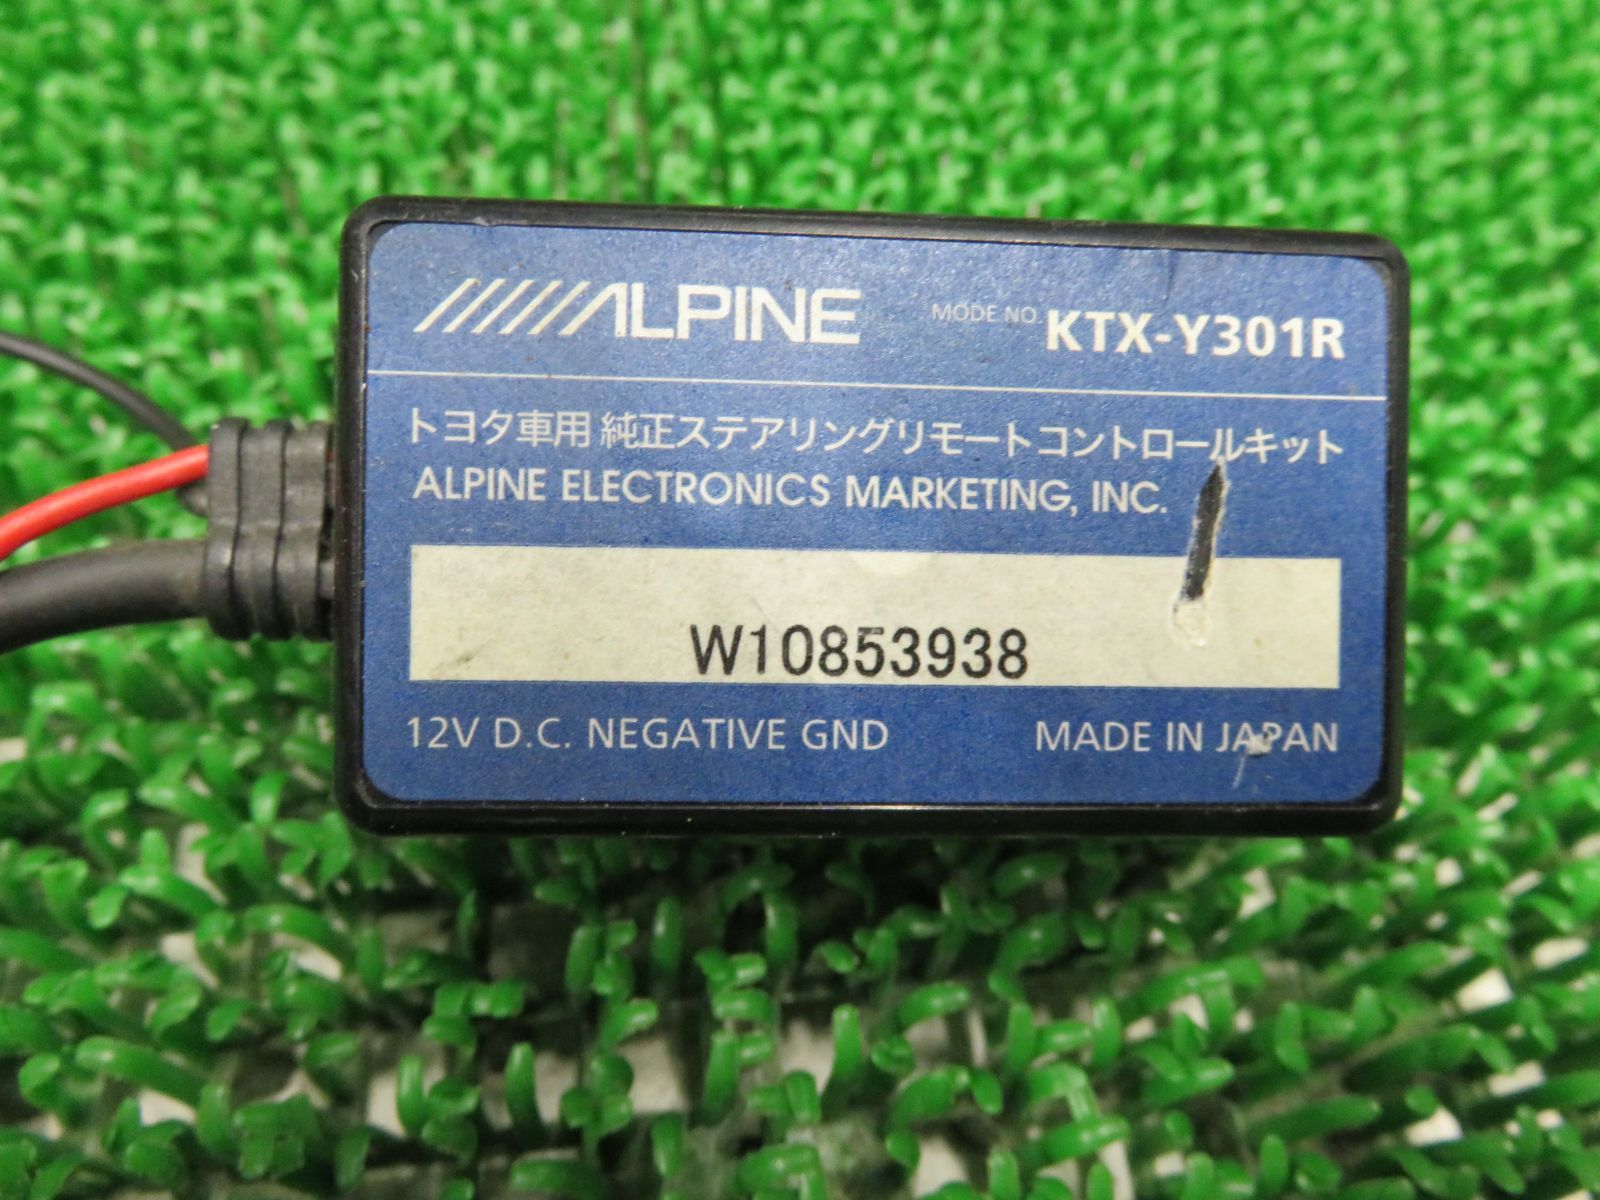 ALPINE
MODE NO. KTX-Y301R
トヨタ車用 純正ステアリングリモートコントロールキット
ALPINE ELECTRONICS MARKETING, INC.
W10853938
12V D.C. NEGATIVE GND
MADE IN JAPAN